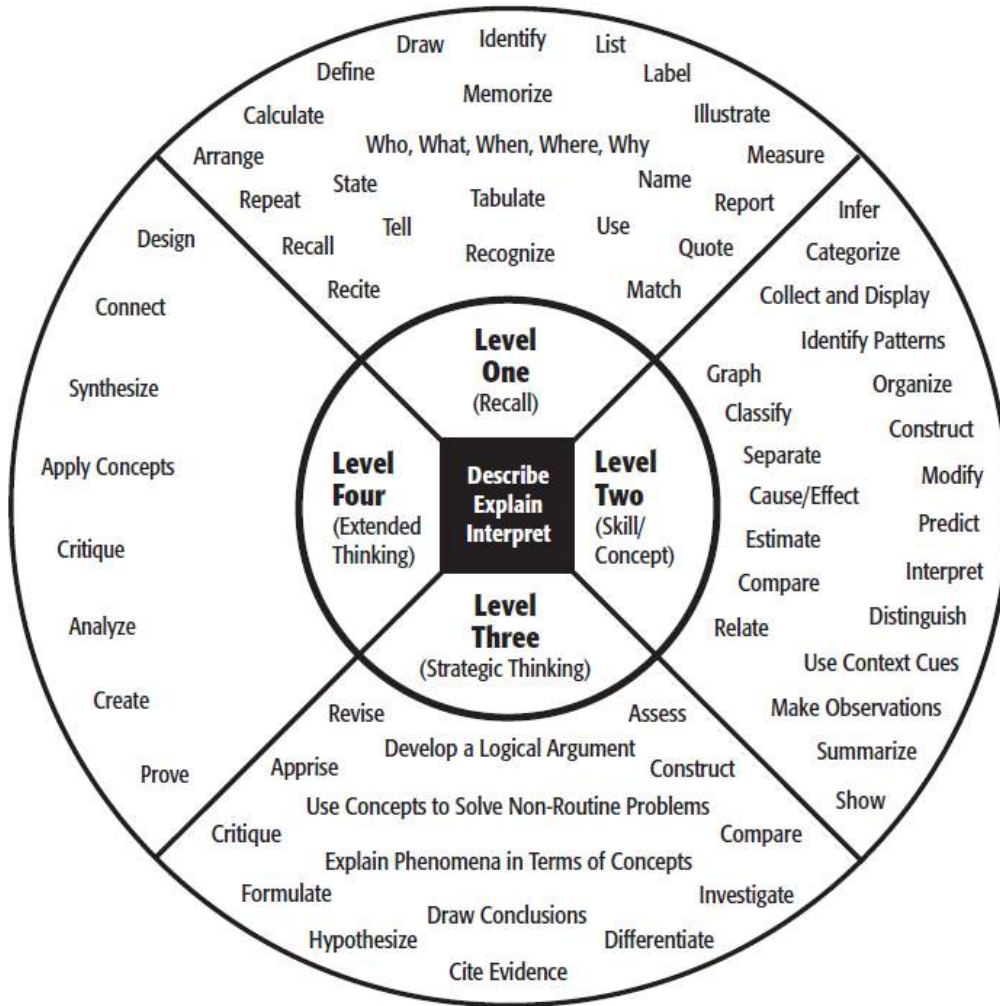 Draw
Identify
List
Define
Label
Calculate
Memorize
Illustrate
Arrange
Who, What, When, Where, Why
Measure
Repeat
State
Tabulate
Name
Report
Recall
Tell
Recognize
Use
Quote
Recite
Match
Infer
Categorize
Collect and Display
Identify Patterns
Graph
Organize
Classify
Construct
Separate
Modify
Cause/Effect
Predict
Estimate
Interpret
Compare
Distinguish
Relate
Use Context Cues
Make Observations
Summarize
Show
Revise
Assess
Develop a Logical Argument
Apprise
Construct
Use Concepts to Solve Non-Routine Problems
Critique
Compare
Explain Phenomena in Terms of Concepts
Formulate
Investigate
Draw Conclusions
Hypothesize
Differentiate
Cite Evidence
Design
Connect
Synthesize
Apply Concepts
Critique
Analyze
Create
Prove
Level
One
(Recall)
Level
Two
(Skill/
Concept)
Level
Three
(Strategic Thinking)
Level
Four
(Extended
Thinking)
Describe
Explain
Interpret